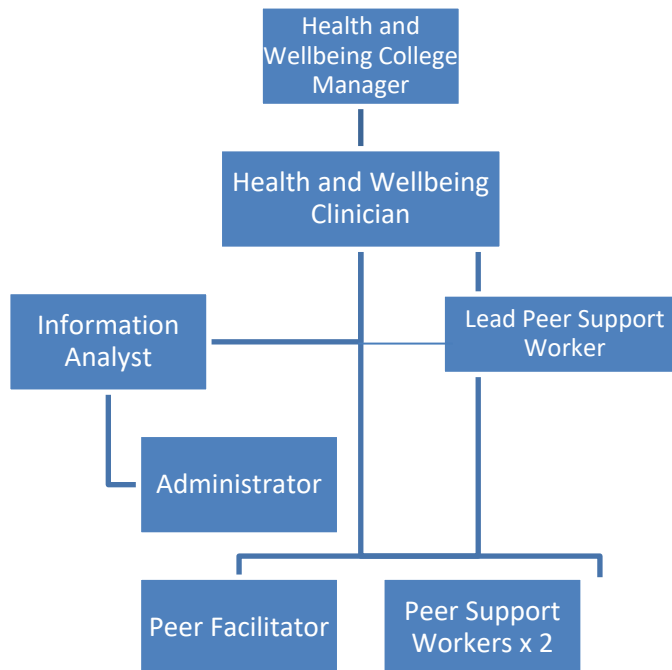 Health and
Wellbeing College
Manager
Health and Wellbeing
Clinician
Information
Analyst
Lead Peer Support
Worker
Administrator
Peer Facilitator
Peer Support
Workers x 2